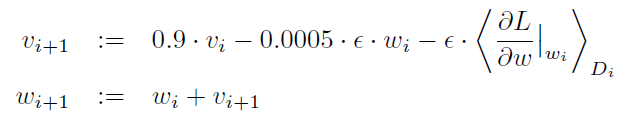 v_{i+1} := 0.9 · v_i − 0.0005 · ϵ · w_i − ϵ · ⟨ ∂L/∂w |_{w_i} ⟩_{D_i}
w_{i+1} := w_i + v_{i+1}